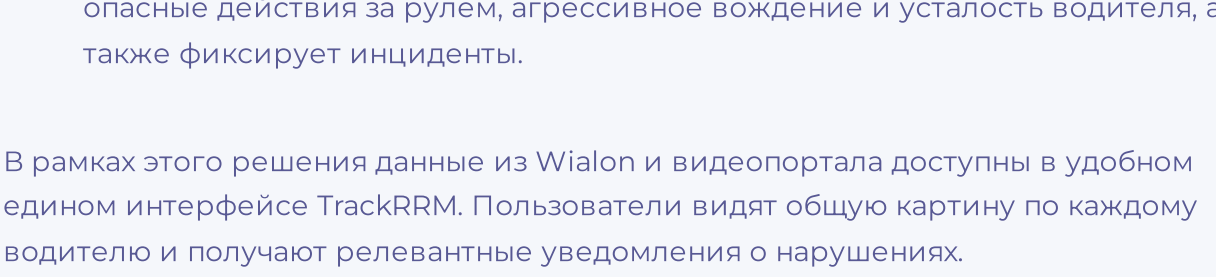 опасные действия за рулем, агрессивное вождение и усталость водителя, а
также фиксирует инциденты.
В рамках этого решения данные из Wialon и видеопортала доступны в удобном
едином интерфейсе TrackRRM. Пользователи видят общую картину по каждому
водителю и получают релевантные уведомления о нарушениях.